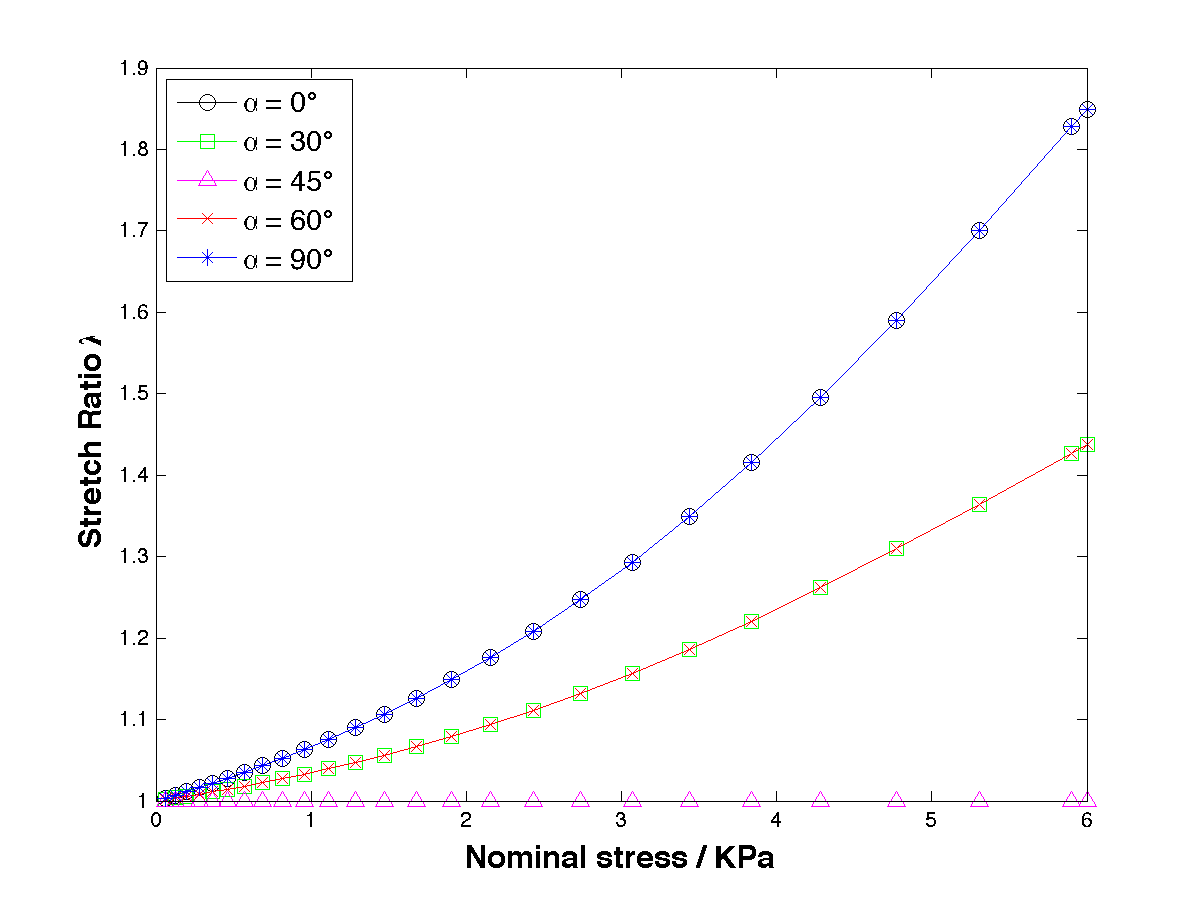 1.9
1.8
1.7
1.6
1.5
1.4
1.3
1.2
1.1
1
α = 0°
α = 30°
α = 45°
α = 60°
α = 90°
Stretch Ratio λ
0 1 2 3 4 5 6
Nominal stress / KPa